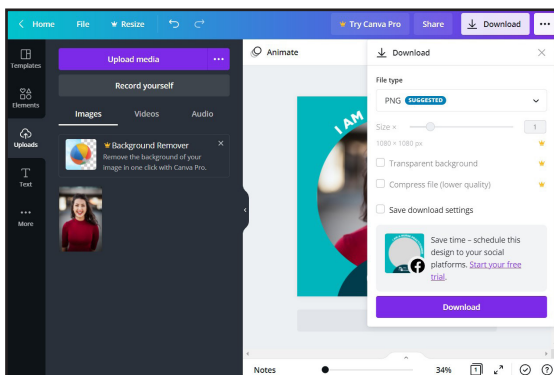 Home File Resize Try Canva Pro Share Download
Templates
Elements
Uploads
Text
More
Upload media
Record yourself
Images Videos Audio
Background Remover
Remove the background of your
image in one click with Canva Pro.
Animate
I AM
Download
File type
PNG SUGGESTED
Size × 1
1080 × 1080 px
Transparent background
Compress file (lower quality)
Save download settings
Save time – schedule this
design to your social
platforms. Start your free
trial.
Download
Notes 34% 1